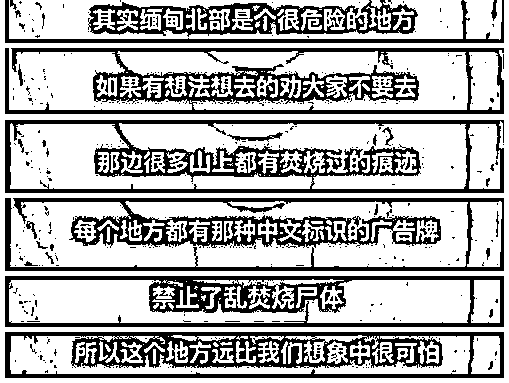 其实缅甸北部是个很危险的地方
如果有想法想去的劝大家不要去
那边很多山上都有焚烧过的痕迹
每个地方都有那种中文标识的广告牌
禁止了乱焚烧尸体
所以这个地方远比我们想象中很可怕